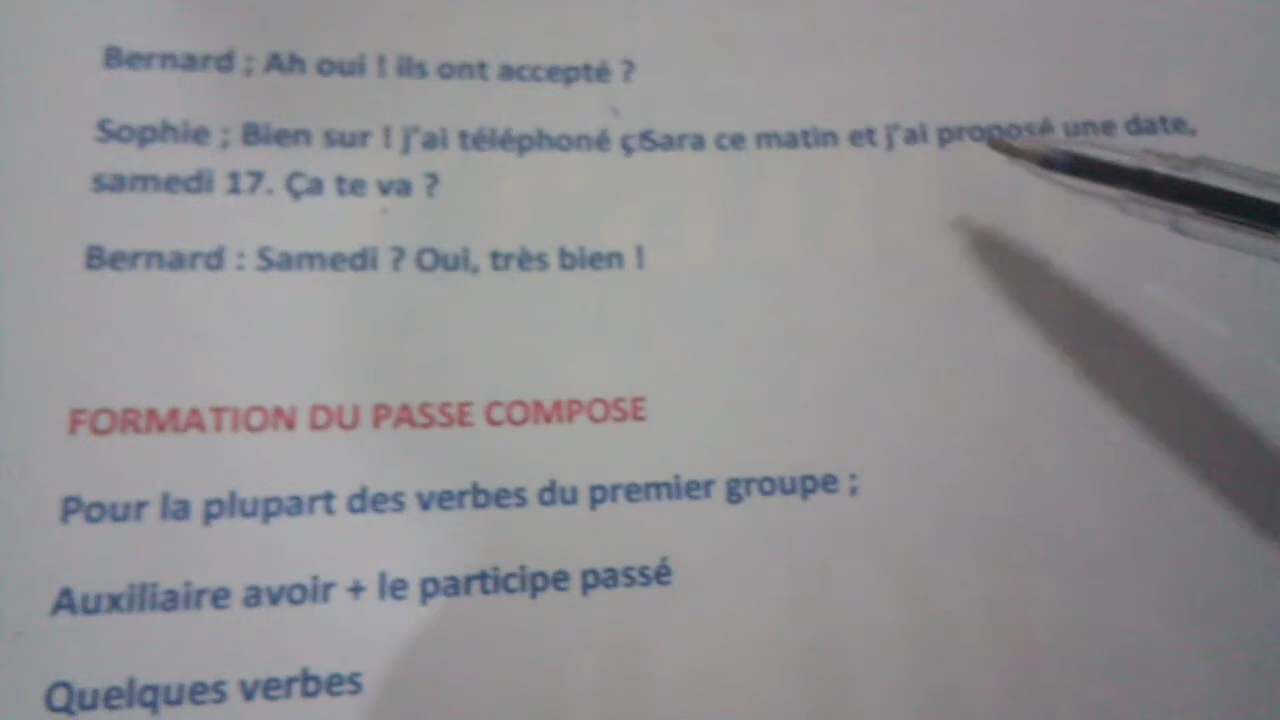 Bernard ; Ah oui ! ils ont accepté ?
Sophie ; Bien sur ! j'ai téléphoné çSara ce matin et j'ai proposé une date,
samedi 17. Ça te va ?
Bernard : Samedi ? Oui, très bien !
FORMATION DU PASSE COMPOSE
Pour la plupart des verbes du premier groupe ;
Auxiliaire avoir + le participe passé
Quelques verbes